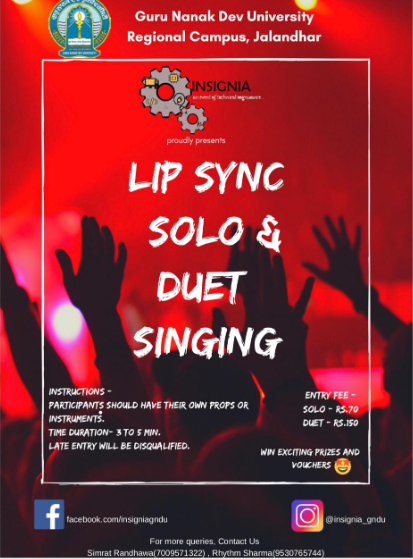 Guru Nanak Dev University
Regional Campus, Jalandhar
INSIGNIA
proudly presents
LIP SYNC
SOLO &
DUET
SINGING
INSTRUCTIONS -
PARTICIPANTS SHOULD HAVE THEIR OWN PROPS OR
INSTRUMENTS.
TIME DURATION- 3 TO 5 MIN.
LATE ENTRY WILL BE DISQUALIFIED.
ENTRY FEE -
SOLO - RS.70
DUET - RS.150
WIN EXCITING PRIZES AND
VOUCHERS 🤩
facebook.com/insigniagndu
@insignia_gndu
For more queries, Contact Us
Simrat Randhawa(7009571322) , Rhythm Sharma(9530765744)